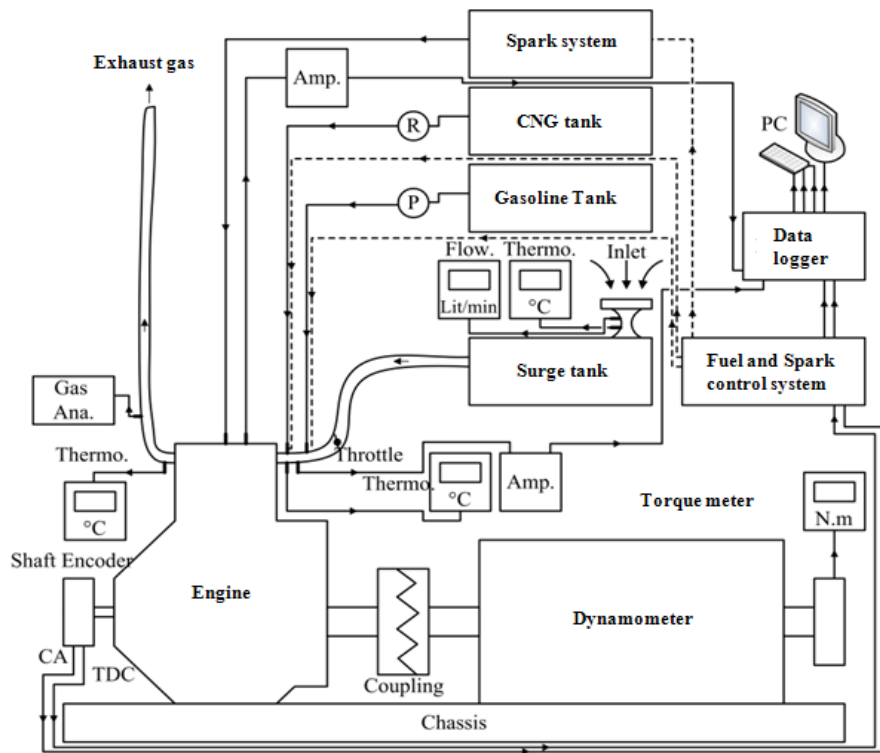 Spark system
Exhaust gas
Amp.
CNG tank
R
PC
Gasoline Tank
P
Data
logger
Flow.
Thermo.
Inlet
Lit/min
°C
Surge tank
Fuel and Spark
control system
Gas
Ana.
Throttle
Thermo.
°C
Thermo.
°C
Amp.
Torque meter
N.m
Shaft Encoder
Engine
Dynamometer
CA
TDC
Coupling
Chassis